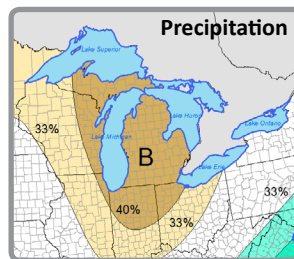 Precipitation
Lake Superior
33%
Lake Michigan
Lake Huron
Lake Ontario
B
Lake Erie
33%
40%
33%